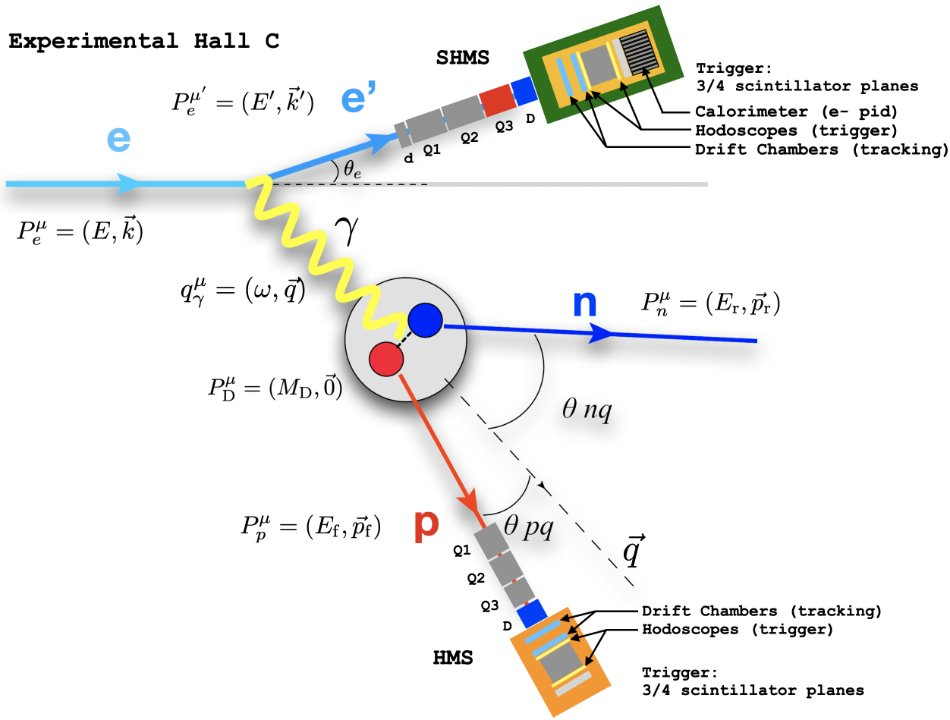 Experimental Hall C
SHMS
Trigger:
3/4 scintillator planes
Calorimeter (e- pid)
Hodoscopes (trigger)
Drift Chambers (tracking)
P_e^{μ'} = (E', k⃗')
e'
d Q1 Q2 Q3 D
e
θ_e
P_e^μ = (E, k⃗)
γ
q_γ^μ = (ω, q⃗)
n
P_n^μ = (E_r, p⃗_r)
P_D^μ = (M_D, 0⃗)
θ nq
P_p^μ = (E_f, p⃗_f)
p
θ pq
q⃗
Q1
Q2
Q3
D
HMS
Drift Chambers (tracking)
Hodoscopes (trigger)
Trigger:
3/4 scintillator planes